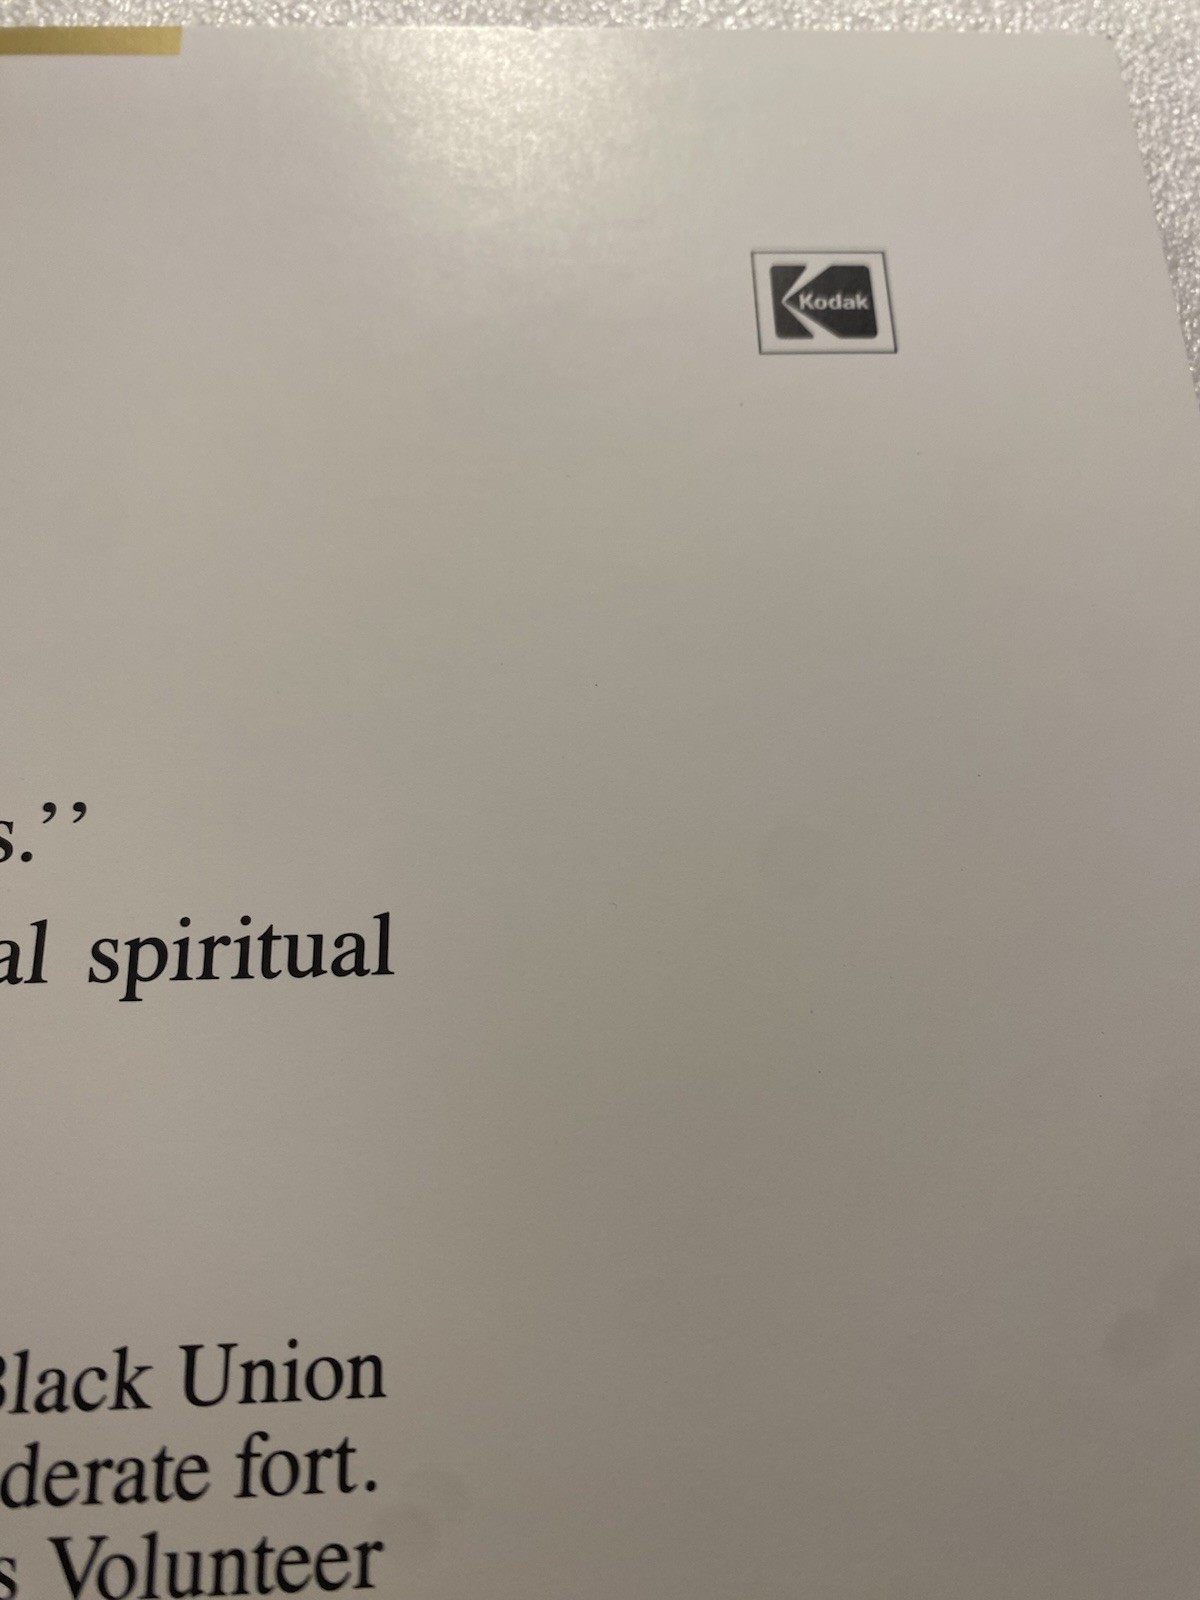 Kodak
s.’’
al spiritual
Black Union
derate fort.
s Volunteer